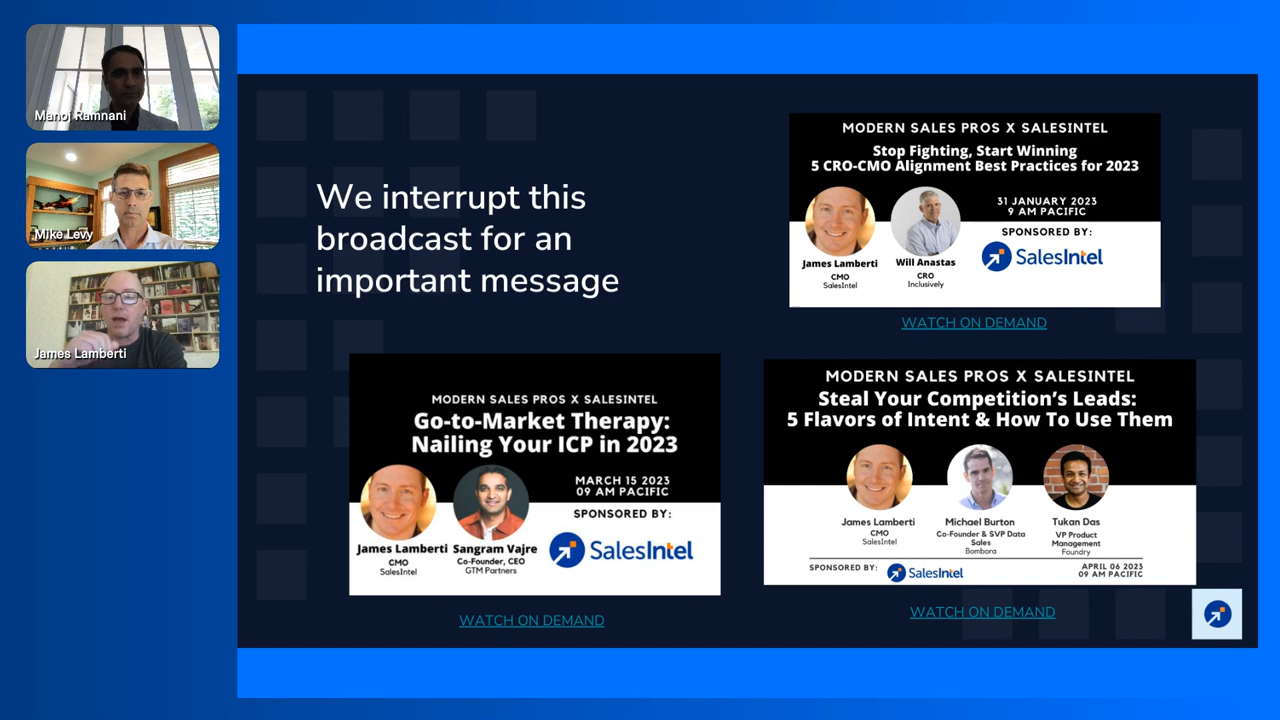 Manoj Ramnani
Mike Levy
James Lamberti
We interrupt this
broadcast for an
important message
MODERN SALES PROS X SALESINTEL
Stop Fighting, Start Winning
5 CRO-CMO Alignment Best Practices for 2023
31 JANUARY 2023
9 AM PACIFIC
SPONSORED BY:
SalesIntel
James Lamberti
CMO
SalesIntel
Will Anastas
CRO
Inclusively
WATCH ON DEMAND
MODERN SALES PROS X SALESINTEL
Go-to-Market Therapy:
Nailing Your ICP in 2023
MARCH 15 2023
09 AM PACIFIC
SPONSORED BY:
SalesIntel
James Lamberti
CMO
SalesIntel
Sangram Vajre
Co-Founder, CEO
GTM Partners
WATCH ON DEMAND
MODERN SALES PROS X SALESINTEL
Steal Your Competition's Leads:
5 Flavors of Intent & How To Use Them
James Lamberti
CMO
SalesIntel
Michael Burton
Co-Founder & SVP Data
Sales
Bombora
Tukan Das
VP Product
Management
Foundry
SPONSORED BY:
SalesIntel
APRIL 06 2023
09 AM PACIFIC
WATCH ON DEMAND